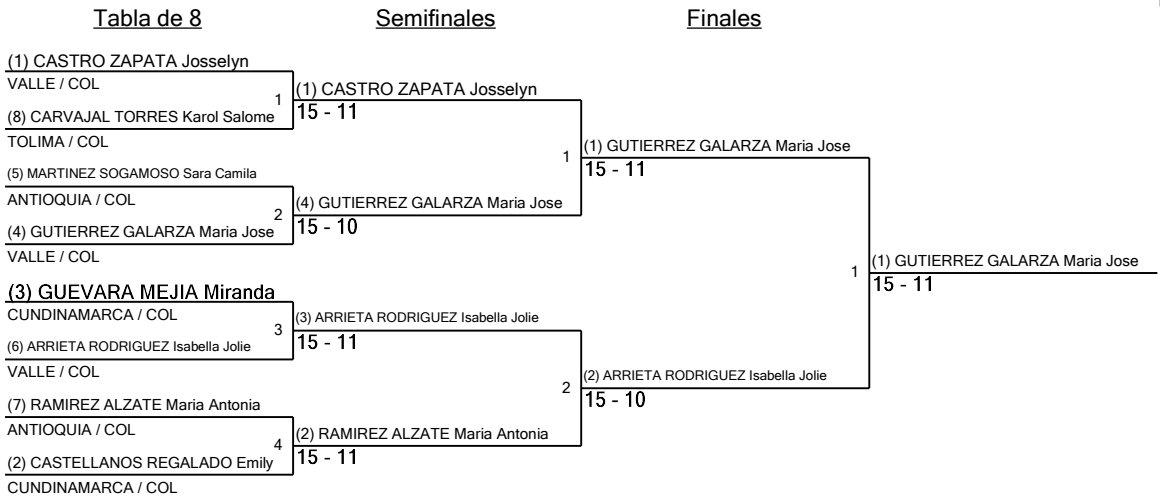 Tabla de 8
Semifinales
Finales
(1) CASTRO ZAPATA Josselyn
VALLE / COL
1
(8) CARVAJAL TORRES Karol Salome
TOLIMA / COL
(5) MARTINEZ SOGAMOSO Sara Camila
ANTIOQUIA / COL
2
(4) GUTIERREZ GALARZA Maria Jose
VALLE / COL
(3) GUEVARA MEJIA Miranda
CUNDINAMARCA / COL
3
(6) ARRIETA RODRIGUEZ Isabella Jolie
VALLE / COL
(7) RAMIREZ ALZATE Maria Antonia
ANTIOQUIA / COL
4
(2) CASTELLANOS REGALADO Emily
CUNDINAMARCA / COL
(1) CASTRO ZAPATA Josselyn
15 - 11
1
(4) GUTIERREZ GALARZA Maria Jose
15 - 10
(3) ARRIETA RODRIGUEZ Isabella Jolie
15 - 11
2
(2) RAMIREZ ALZATE Maria Antonia
15 - 11
(1) GUTIERREZ GALARZA Maria Jose
15 - 11
1
(2) ARRIETA RODRIGUEZ Isabella Jolie
15 - 10
(1) GUTIERREZ GALARZA Maria Jose
15 - 11